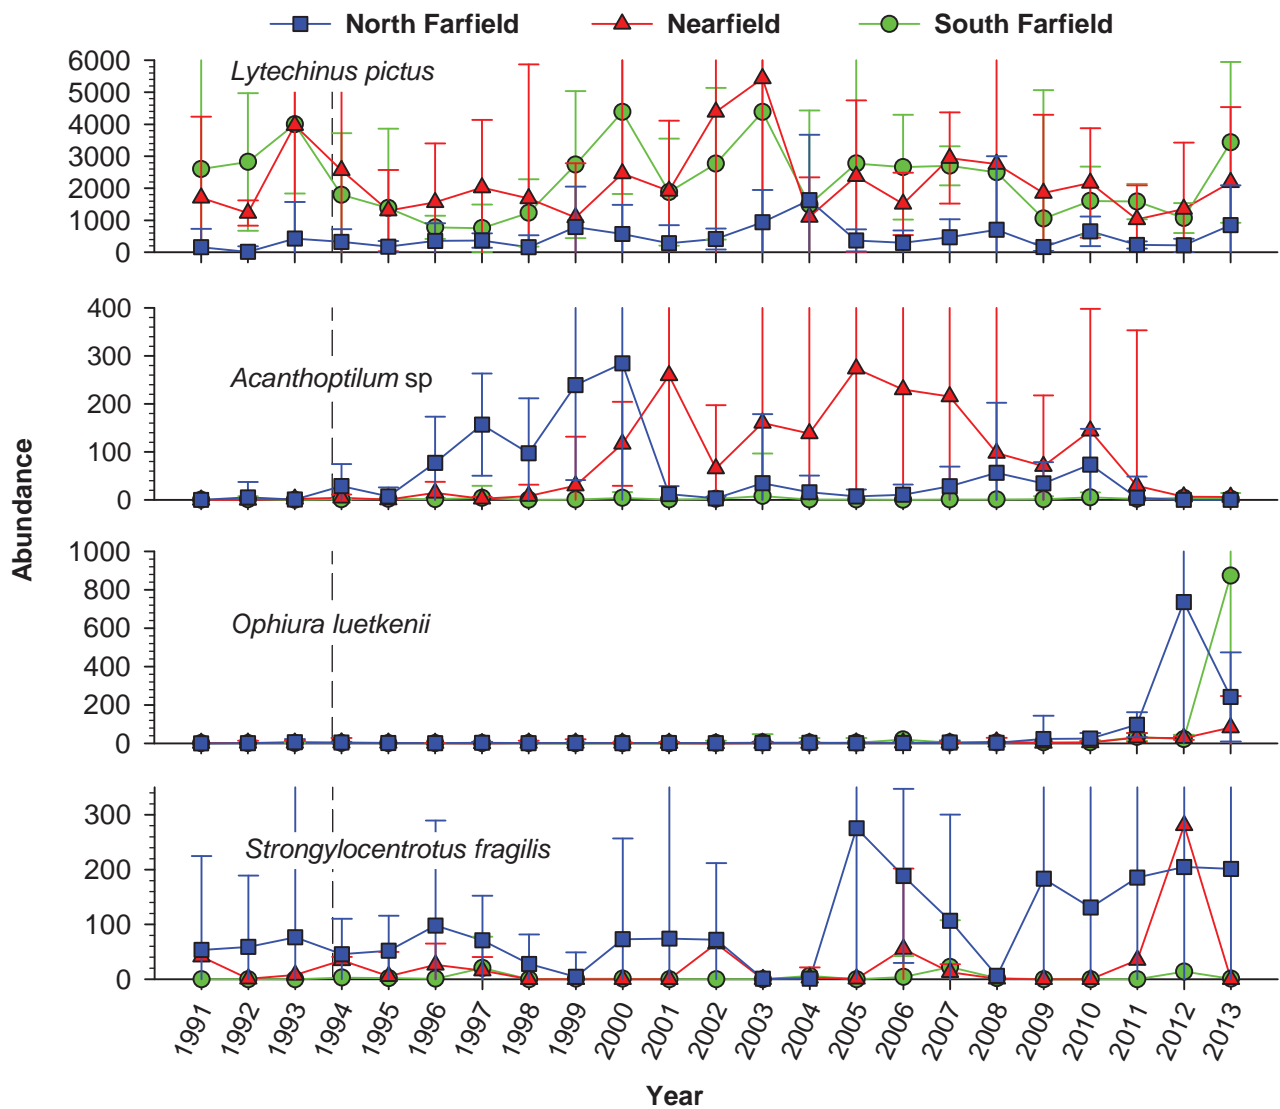 North Farfield Nearfield South Farfield
6000
5000
4000
3000
2000
1000
0
Lytechinus pictus
400
300
200
100
0
Acanthoptilum sp
1000
800
600
400
200
0
Ophiura luetkenii
300
200
100
0
Strongylocentrotus fragilis
Abundance
1991 1992 1993 1994 1995 1996 1997 1998 1999 2000 2001 2002 2003 2004 2005 2006 2007 2008 2009 2010 2011 2012 2013
Year